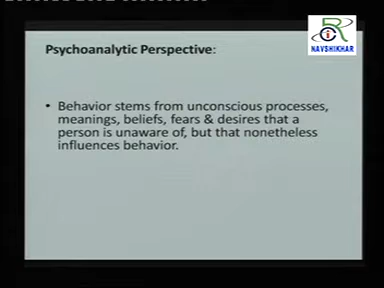 Psychoanalytic Perspective:
• Behavior stems from unconscious processes,
meanings, beliefs, fears & desires that a
person is unaware of, but that nonetheless
influences behavior.
NAVSHIKHAR